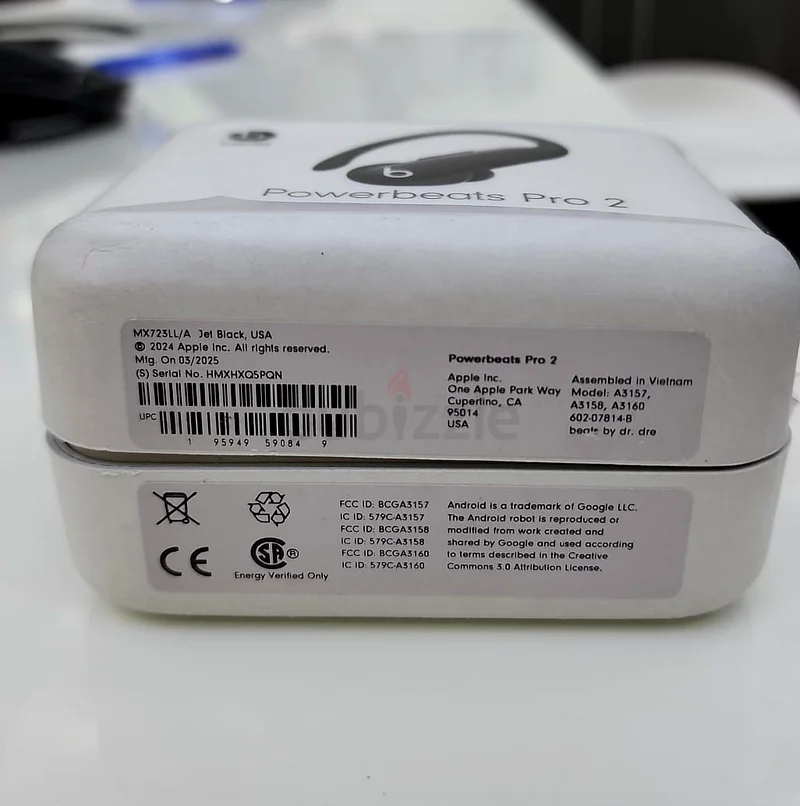 Powerbeats Pro 2
MX723LL/A Jet Black, USA
© 2024 Apple Inc. All rights reserved.
Mfg. On 03/2025
(S) Serial No. HMXHXQ5PQN
UPC
1 95949 59084 9
Powerbeats Pro 2
Apple Inc.
One Apple Park Way
Cupertino, CA
95014
USA
Assembled in Vietnam
Model: A3157,
A3158, A3160
602-07814-B
beats by dr. dre
bizzle
CE
SA®
Energy Verified Only
FCC ID: BCGA3157
IC ID: 579C-A3157
FCC ID: BCGA3158
IC ID: 579C-A3158
FCC ID: BCGA3160
IC ID: 579C-A3160
Android is a trademark of Google LLC.
The Android robot is reproduced or
modified from work created and
shared by Google and used according
to terms described in the Creative
Commons 3.0 Attribution License.